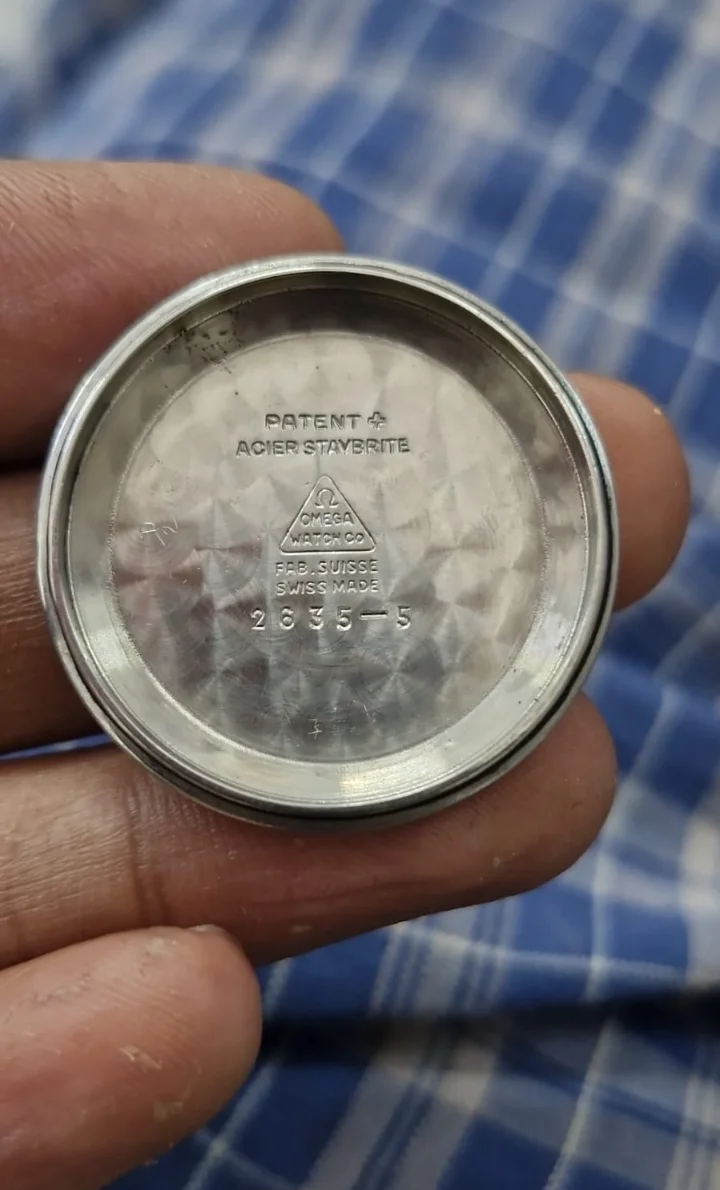 PATENT +
ACIER STAYBRITE
Ω
OMEGA
WATCH Co
FAB. SUISSE
SWISS MADE
2635-5